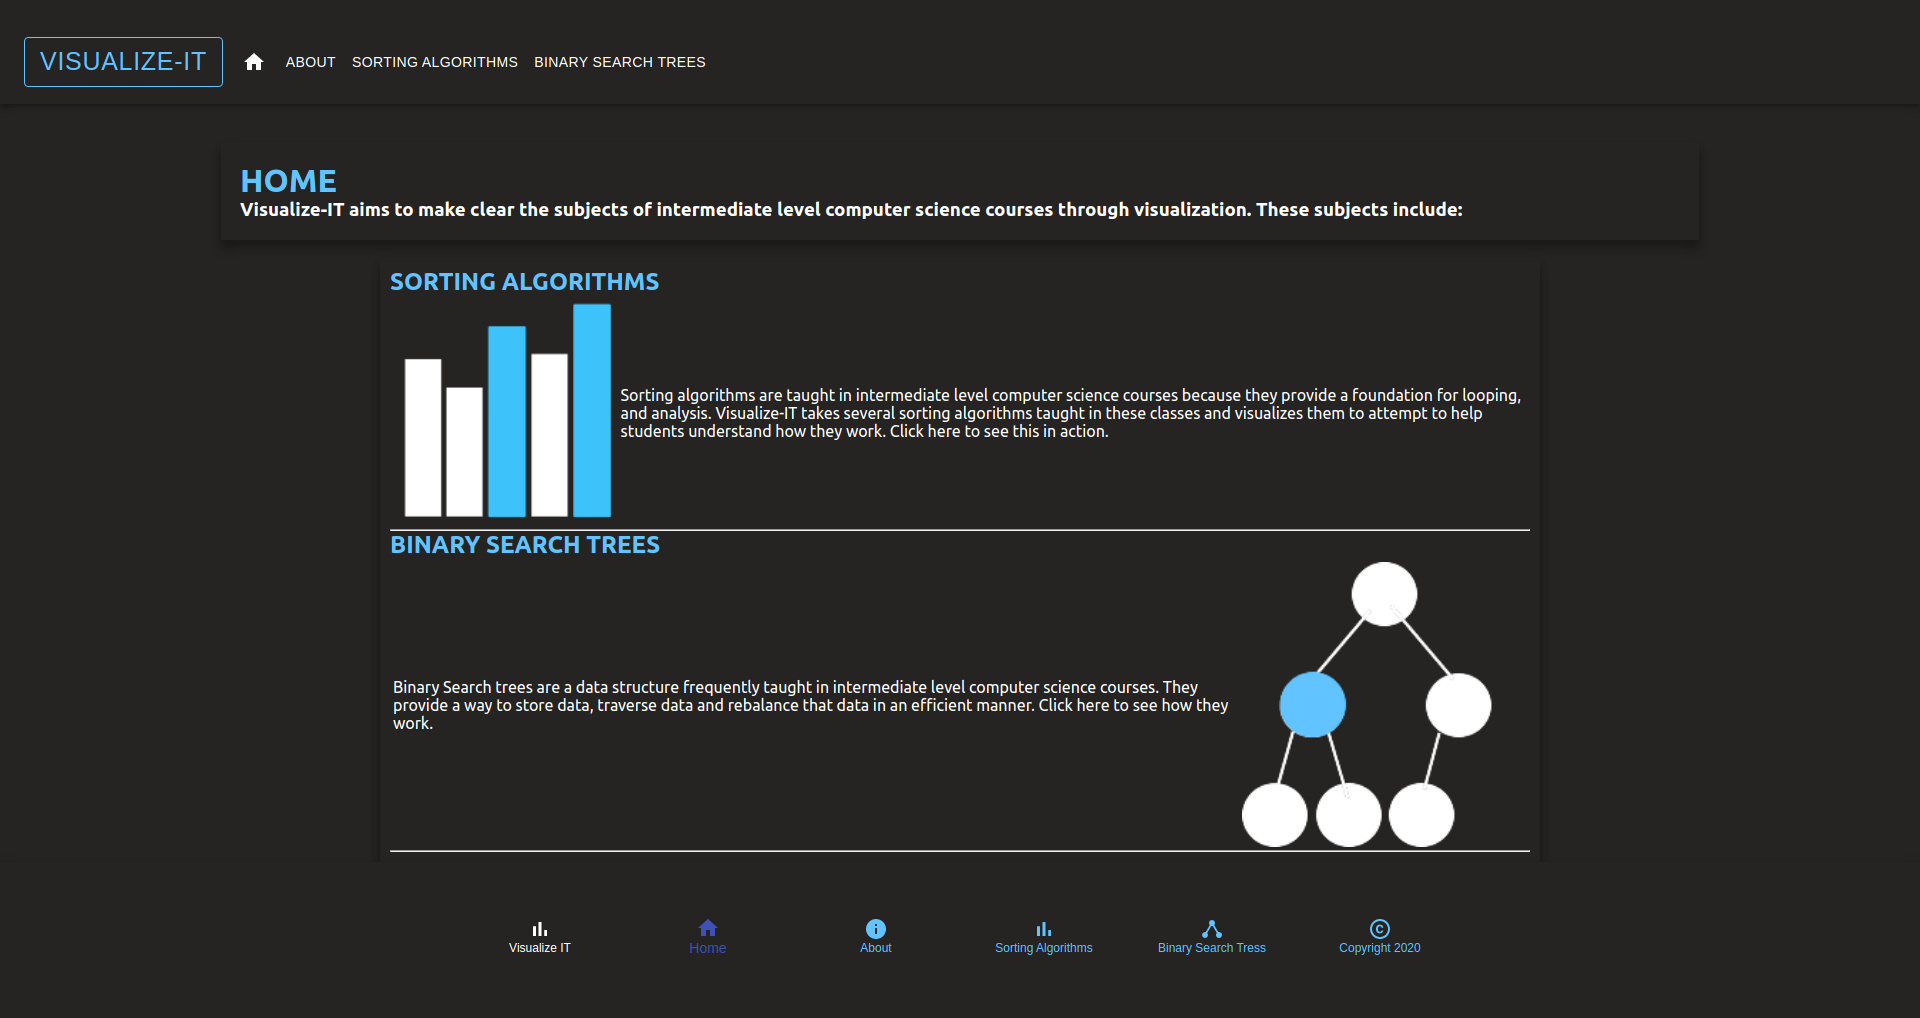 VISUALIZE-IT
ABOUT
SORTING ALGORITHMS
BINARY SEARCH TREES
HOME
Visualize-IT aims to make clear the subjects of intermediate level computer science courses through visualization. These subjects include:
SORTING ALGORITHMS
Sorting algorithms are taught in intermediate level computer science courses because they provide a foundation for looping,
and analysis. Visualize-IT takes several sorting algorithms taught in these classes and visualizes them to attempt to help
students understand how they work. Click here to see this in action.
BINARY SEARCH TREES
Binary Search trees are a data structure frequently taught in intermediate level computer science courses. They
provide a way to store data, traverse data and rebalance that data in an efficient manner. Click here to see how they
work.
Visualize IT
Home
About
Sorting Algorithms
Binary Search Tress
Copyright 2020